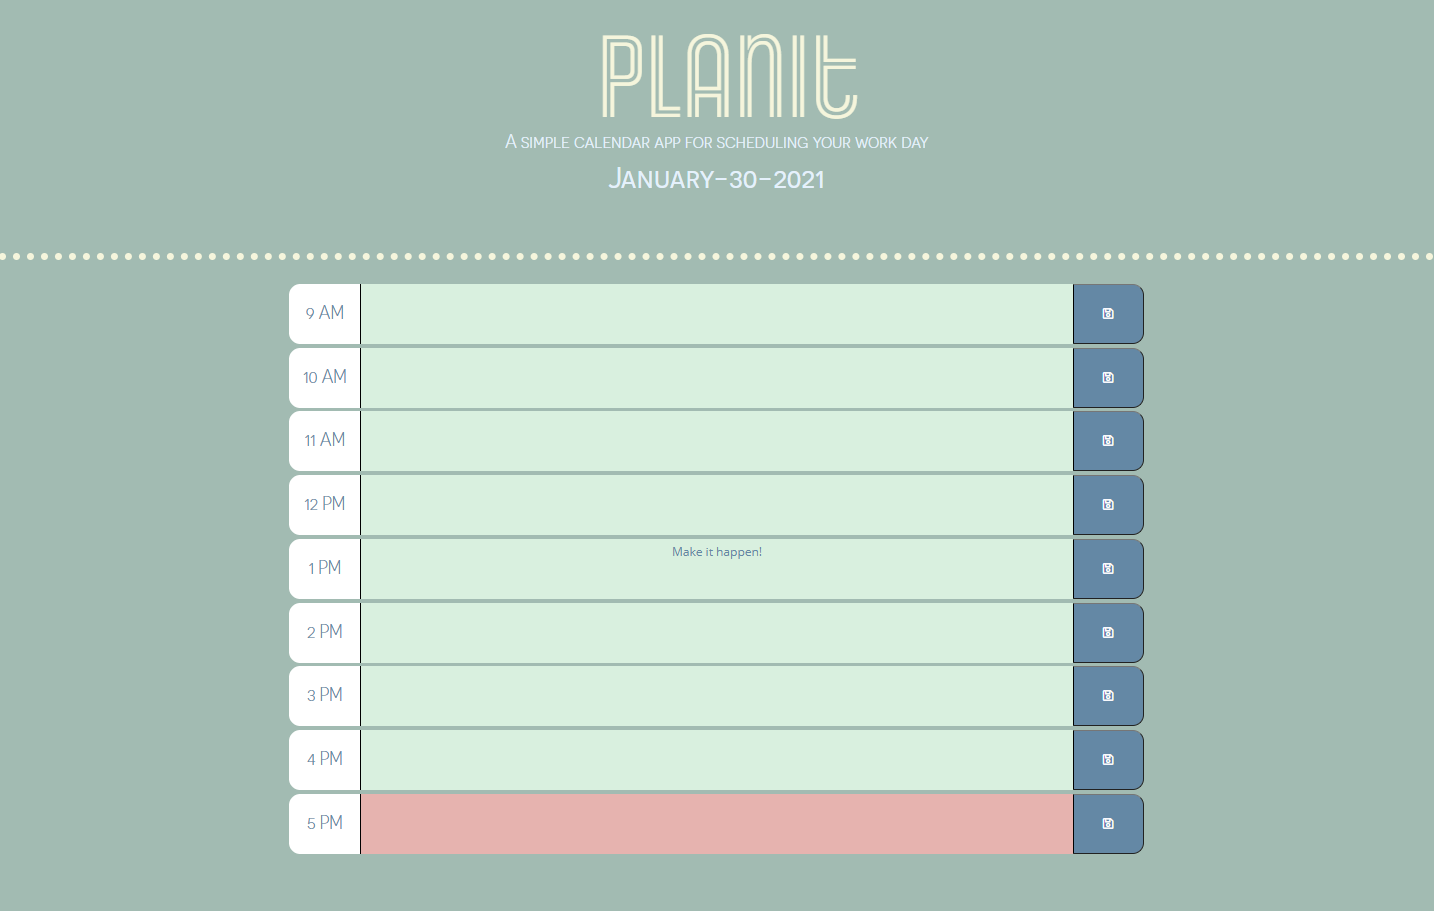 PLANIt
A simple calendar app for scheduling your work day
January-30-2021
9 AM
10 AM
11 AM
12 PM
1 PM
Make it happen!
2 PM
3 PM
4 PM
5 PM